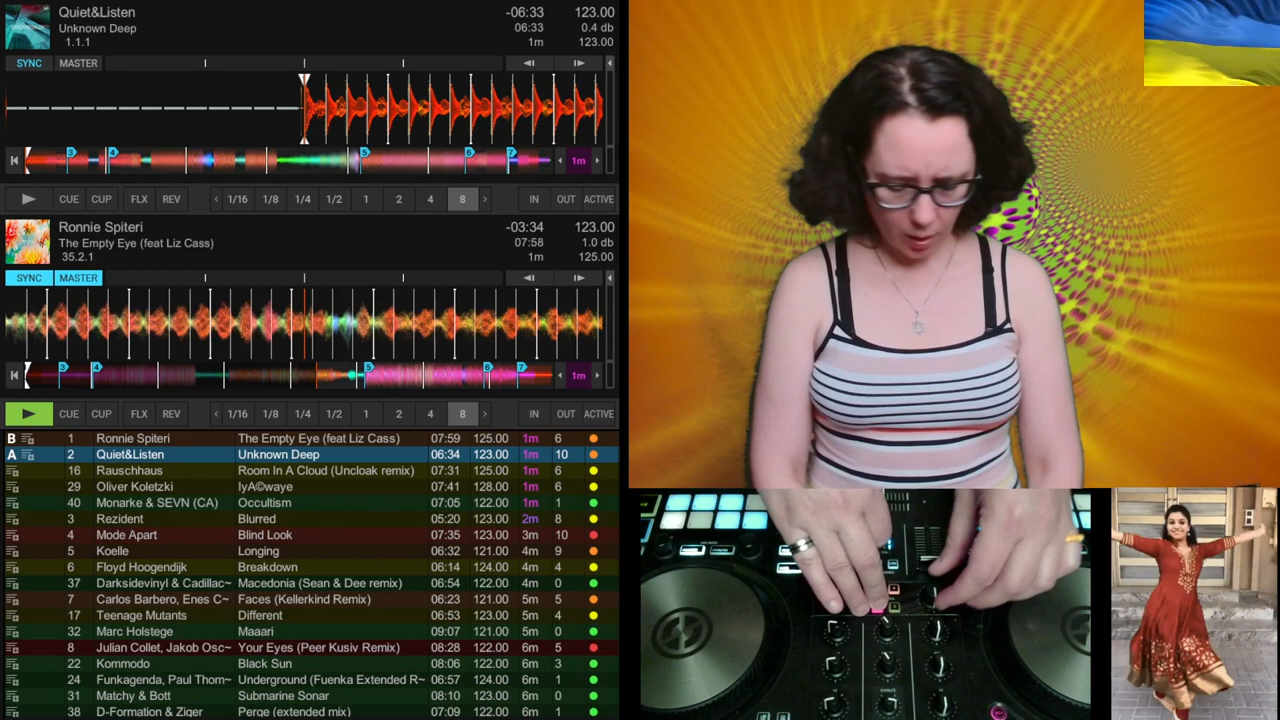 Quiet&Listen -06:33 123.00
Unknown Deep 06:33 0.4 db
1.1.1 1m 123.00
SYNC MASTER
3 4 5 6 7 1m
CUE CUP FLX REV 1/16 1/8 1/4 1/2 1 2 4 8 IN OUT ACTIVE
Ronnie Spiteri -03:34 123.00
The Empty Eye (feat Liz Cass) 07:58 1.0 db
35.2.1 1m 125.00
SYNC MASTER
3 4 5 6 7 1m
CUE CUP FLX REV 1/16 1/8 1/4 1/2 1 2 4 8 IN OUT ACTIVE
B 1 Ronnie Spiteri The Empty Eye (feat Liz Cass) 07:59 125.00 1m 6
A 2 Quiet&Listen Unknown Deep 06:34 123.00 1m 10
16 Rauschhaus Room In A Cloud (Uncloak remix) 07:31 125.00 1m 6
29 Oliver Koletzki IyA©waye 07:41 128.00 1m 6
40 Monarke & SEVN (CA) Occultism 07:05 122.00 1m 1
3 Rezident Blurred 05:20 123.00 2m 8
4 Mode Apart Blind Look 07:35 123.00 3m 10
5 Koelle Longing 06:32 121.00 4m 9
6 Floyd Hoogendijk Breakdown 06:14 124.00 4m 4
37 Darksidevinyl & Cadillac~ Macedonia (Sean & Dee remix) 06:54 122.00 4m 0
7 Carlos Barbero, Enes C~ Faces (Kellerkind Remix) 06:23 121.00 5m 5
17 Teenage Mutants Different 06:53 123.00 5m 4
32 Marc Holstege Maaari 09:07 121.00 5m 0
8 Julian Collet, Jakob Osc~ Your Eyes (Peer Kusiv Remix) 08:28 122.00 6m 5
22 Kommodo Black Sun 08:06 122.00 6m 3
24 Funkagenda, Paul Thom~ Underground (Fuenka Extended R~ 06:57 124.00 6m 1
31 Matchy & Bott Submarine Sonar 08:10 123.00 6m 0
38 D-Formation & Ziger Perge (extended mix) 07:09 122.00 6m 1